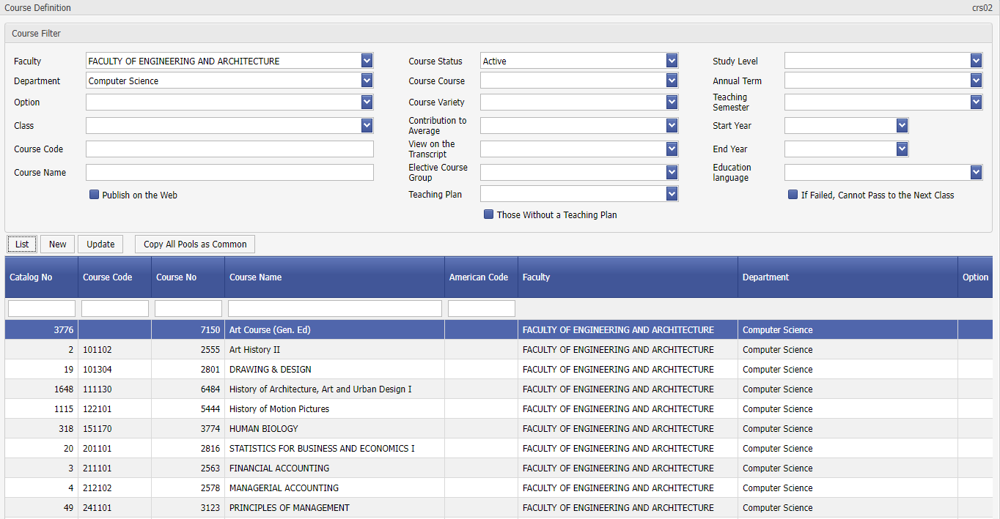 Course Definition crs02
Course Filter
Faculty FACULTY OF ENGINEERING AND ARCHITECTURE Course Status Active Study Level
Department Computer Science Course Course Annual Term
Option Course Variety Teaching Semester
Class Contribution to Average Start Year
Course Code View on the Transcript End Year
Course Name Elective Course Group Education language
Publish on the Web Teaching Plan If Failed, Cannot Pass to the Next Class
Those Without a Teaching Plan
List New Update Copy All Pools as Common
Catalog No Course Code Course No Course Name American Code Faculty Department Option
3776 7150 Art Course (Gen. Ed) FACULTY OF ENGINEERING AND ARCHITECTURE Computer Science
2 101102 2555 Art History II FACULTY OF ENGINEERING AND ARCHITECTURE Computer Science
19 101304 2801 DRAWING & DESIGN FACULTY OF ENGINEERING AND ARCHITECTURE Computer Science
1648 111130 6484 History of Architecture, Art and Urban Design I FACULTY OF ENGINEERING AND ARCHITECTURE Computer Science
1115 122101 5444 History of Motion Pictures FACULTY OF ENGINEERING AND ARCHITECTURE Computer Science
318 151170 3774 HUMAN BIOLOGY FACULTY OF ENGINEERING AND ARCHITECTURE Computer Science
20 201101 2816 STATISTICS FOR BUSINESS AND ECONOMICS I FACULTY OF ENGINEERING AND ARCHITECTURE Computer Science
3 211101 2563 FINANCIAL ACCOUNTING FACULTY OF ENGINEERING AND ARCHITECTURE Computer Science
4 212102 2578 MANAGERIAL ACCOUNTING FACULTY OF ENGINEERING AND ARCHITECTURE Computer Science
49 241101 3123 PRINCIPLES OF MANAGEMENT FACULTY OF ENGINEERING AND ARCHITECTURE Computer Science